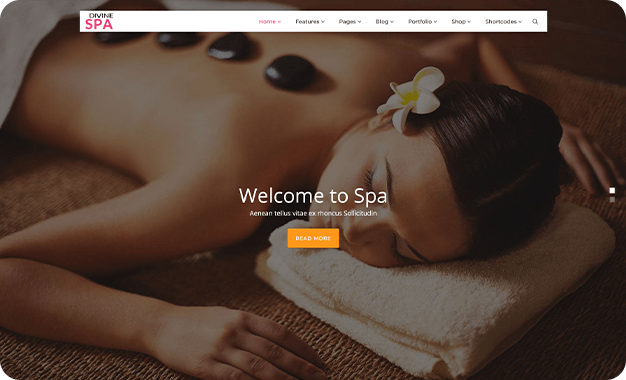 DIVINE
SPA
Home Features Pages Blog Portfolio Shop Shortcodes
Welcome to Spa
Aenean tellus vitae ex rhoncus Sollicitudin
READ MORE